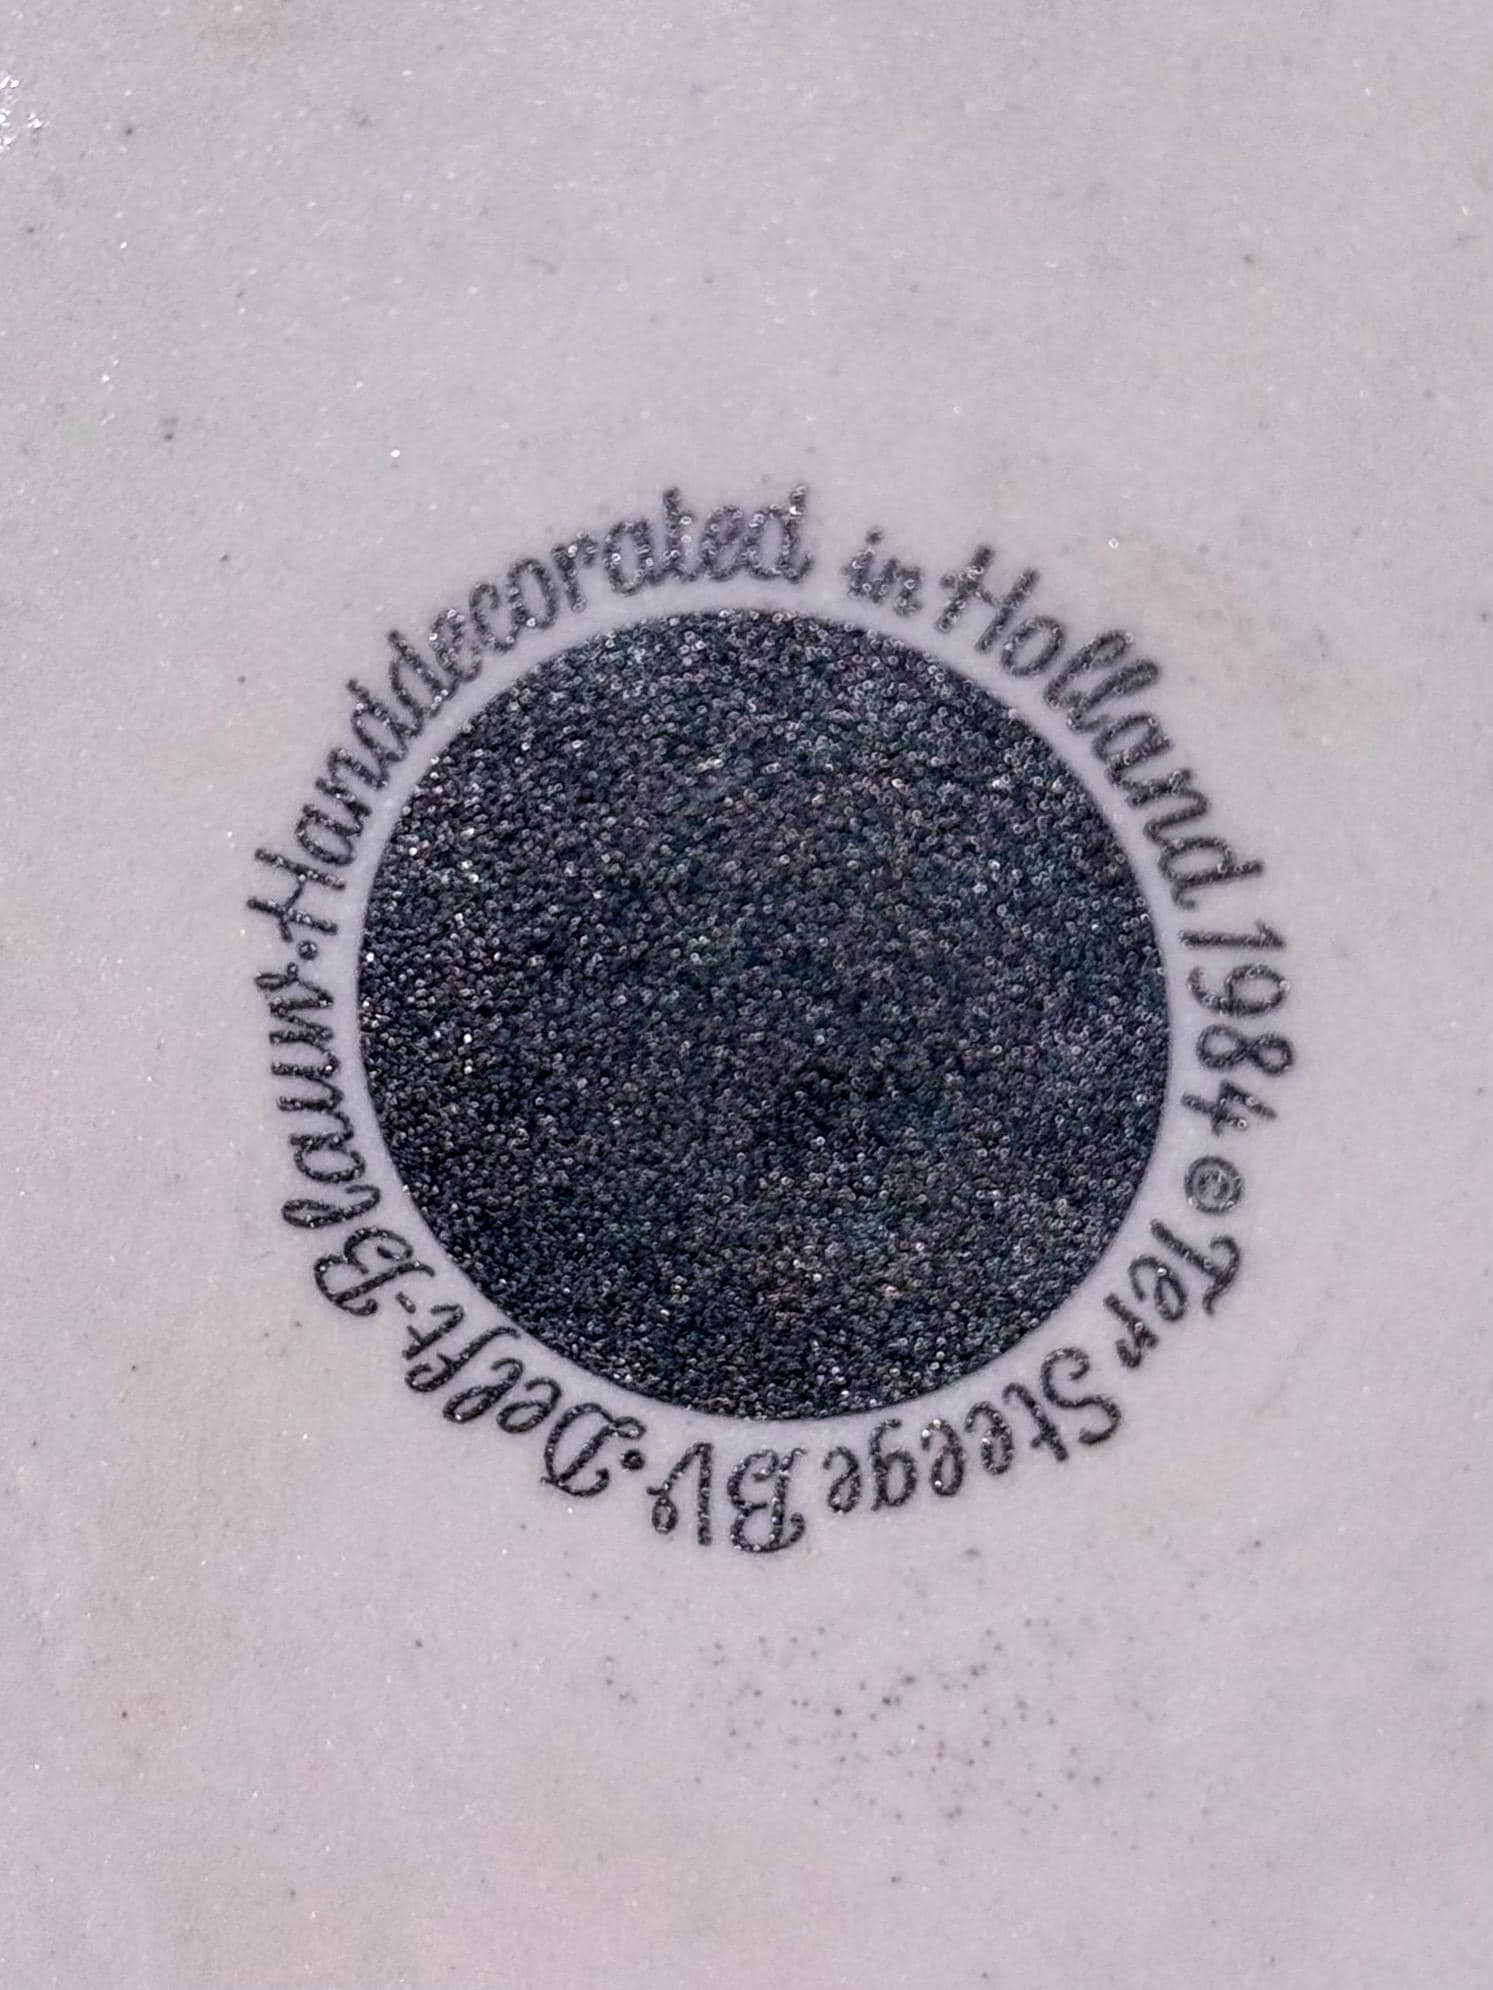 Delft-Blauw·Handdecorated in Holland 1984 © Ter Steege BV·